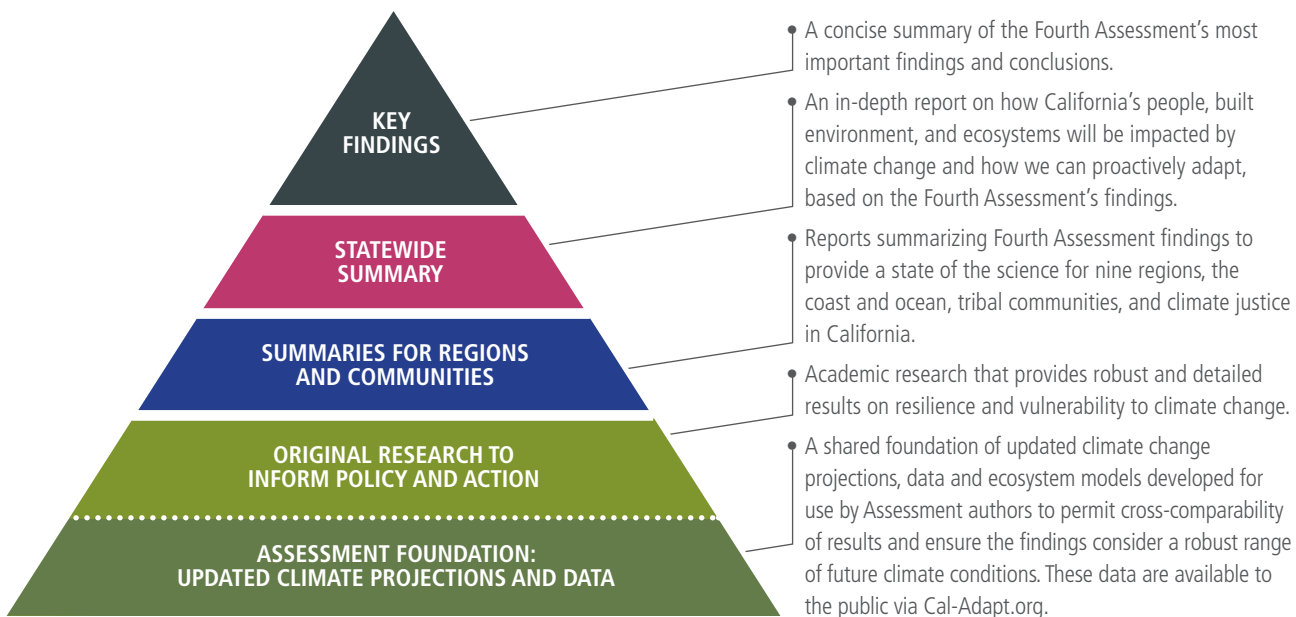 KEY
FINDINGS
A concise summary of the Fourth Assessment's most
important findings and conclusions.
STATEWIDE
SUMMARY
An in-depth report on how California's people, built
environment, and ecosystems will be impacted by
climate change and how we can proactively adapt,
based on the Fourth Assessment's findings.
SUMMARIES FOR REGIONS
AND COMMUNITIES
Reports summarizing Fourth Assessment findings to
provide a state of the science for nine regions, the
coast and ocean, tribal communities, and climate justice
in California.
ORIGINAL RESEARCH TO
INFORM POLICY AND ACTION
Academic research that provides robust and detailed
results on resilience and vulnerability to climate change.
ASSESSMENT FOUNDATION:
UPDATED CLIMATE PROJECTIONS AND DATA
A shared foundation of updated climate change
projections, data and ecosystem models developed for
use by Assessment authors to permit cross-comparability
of results and ensure the findings consider a robust range
of future climate conditions. These data are available to
the public via Cal-Adapt.org.